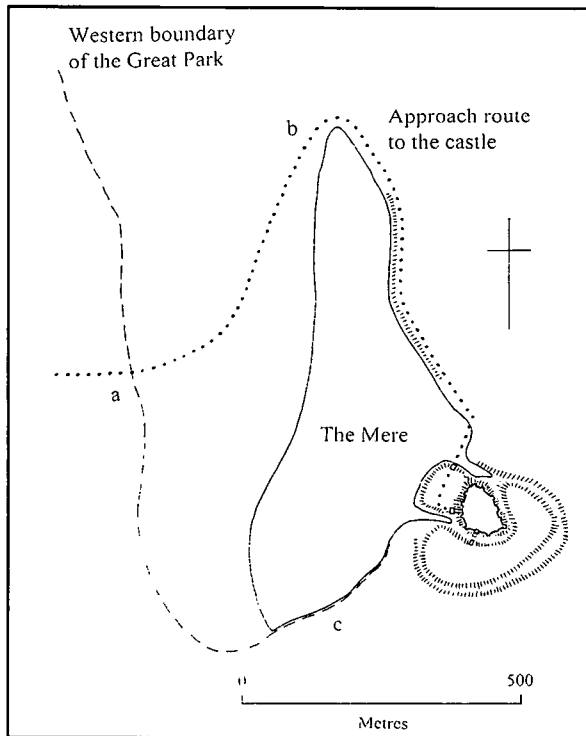 Western boundary
of the Great Park
b
Approach route
to the castle
a
The Mere
c
0 500
Metres